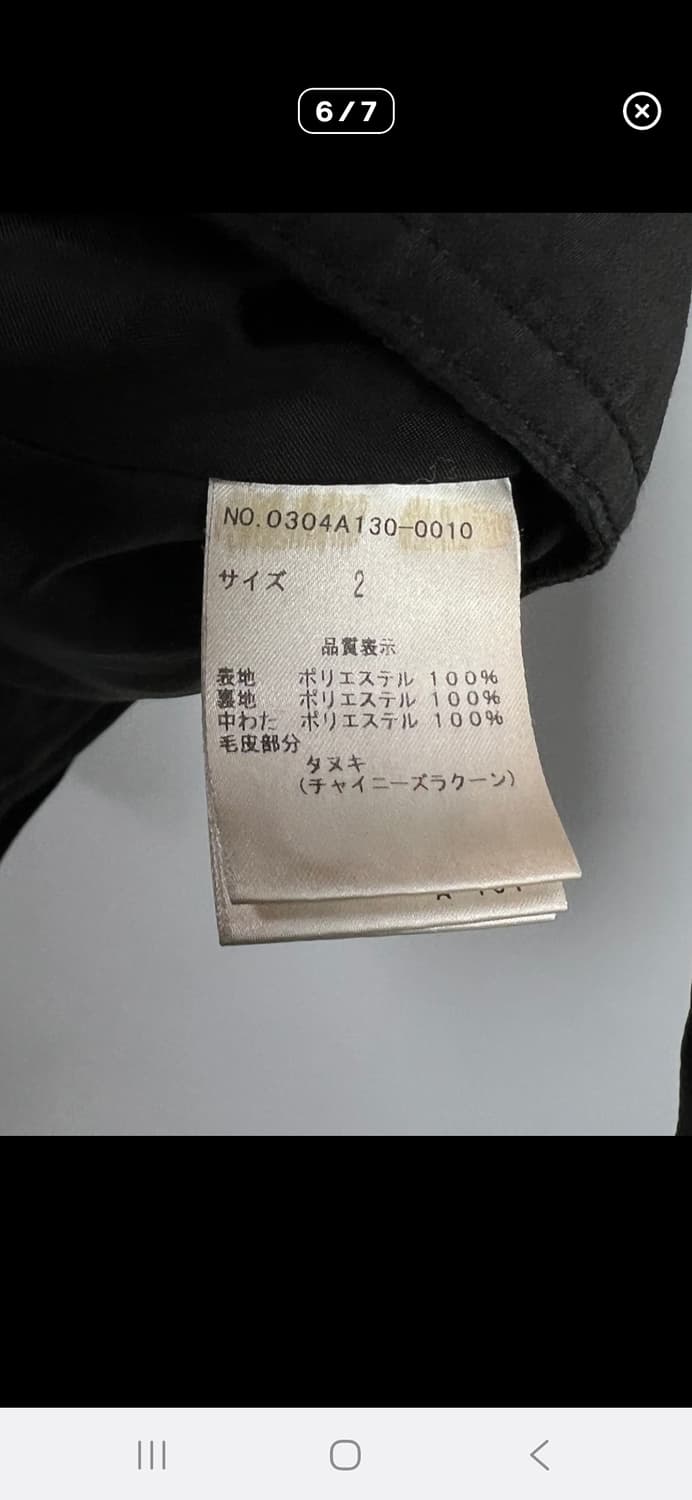 6/7
NO.0304A130-0010
サイズ 2
品質表示
表地 ポリエステル 100%
裏地 ポリエステル 100%
中わた ポリエステル 100%
毛皮部分
タヌキ
(チャイニーズラクーン)